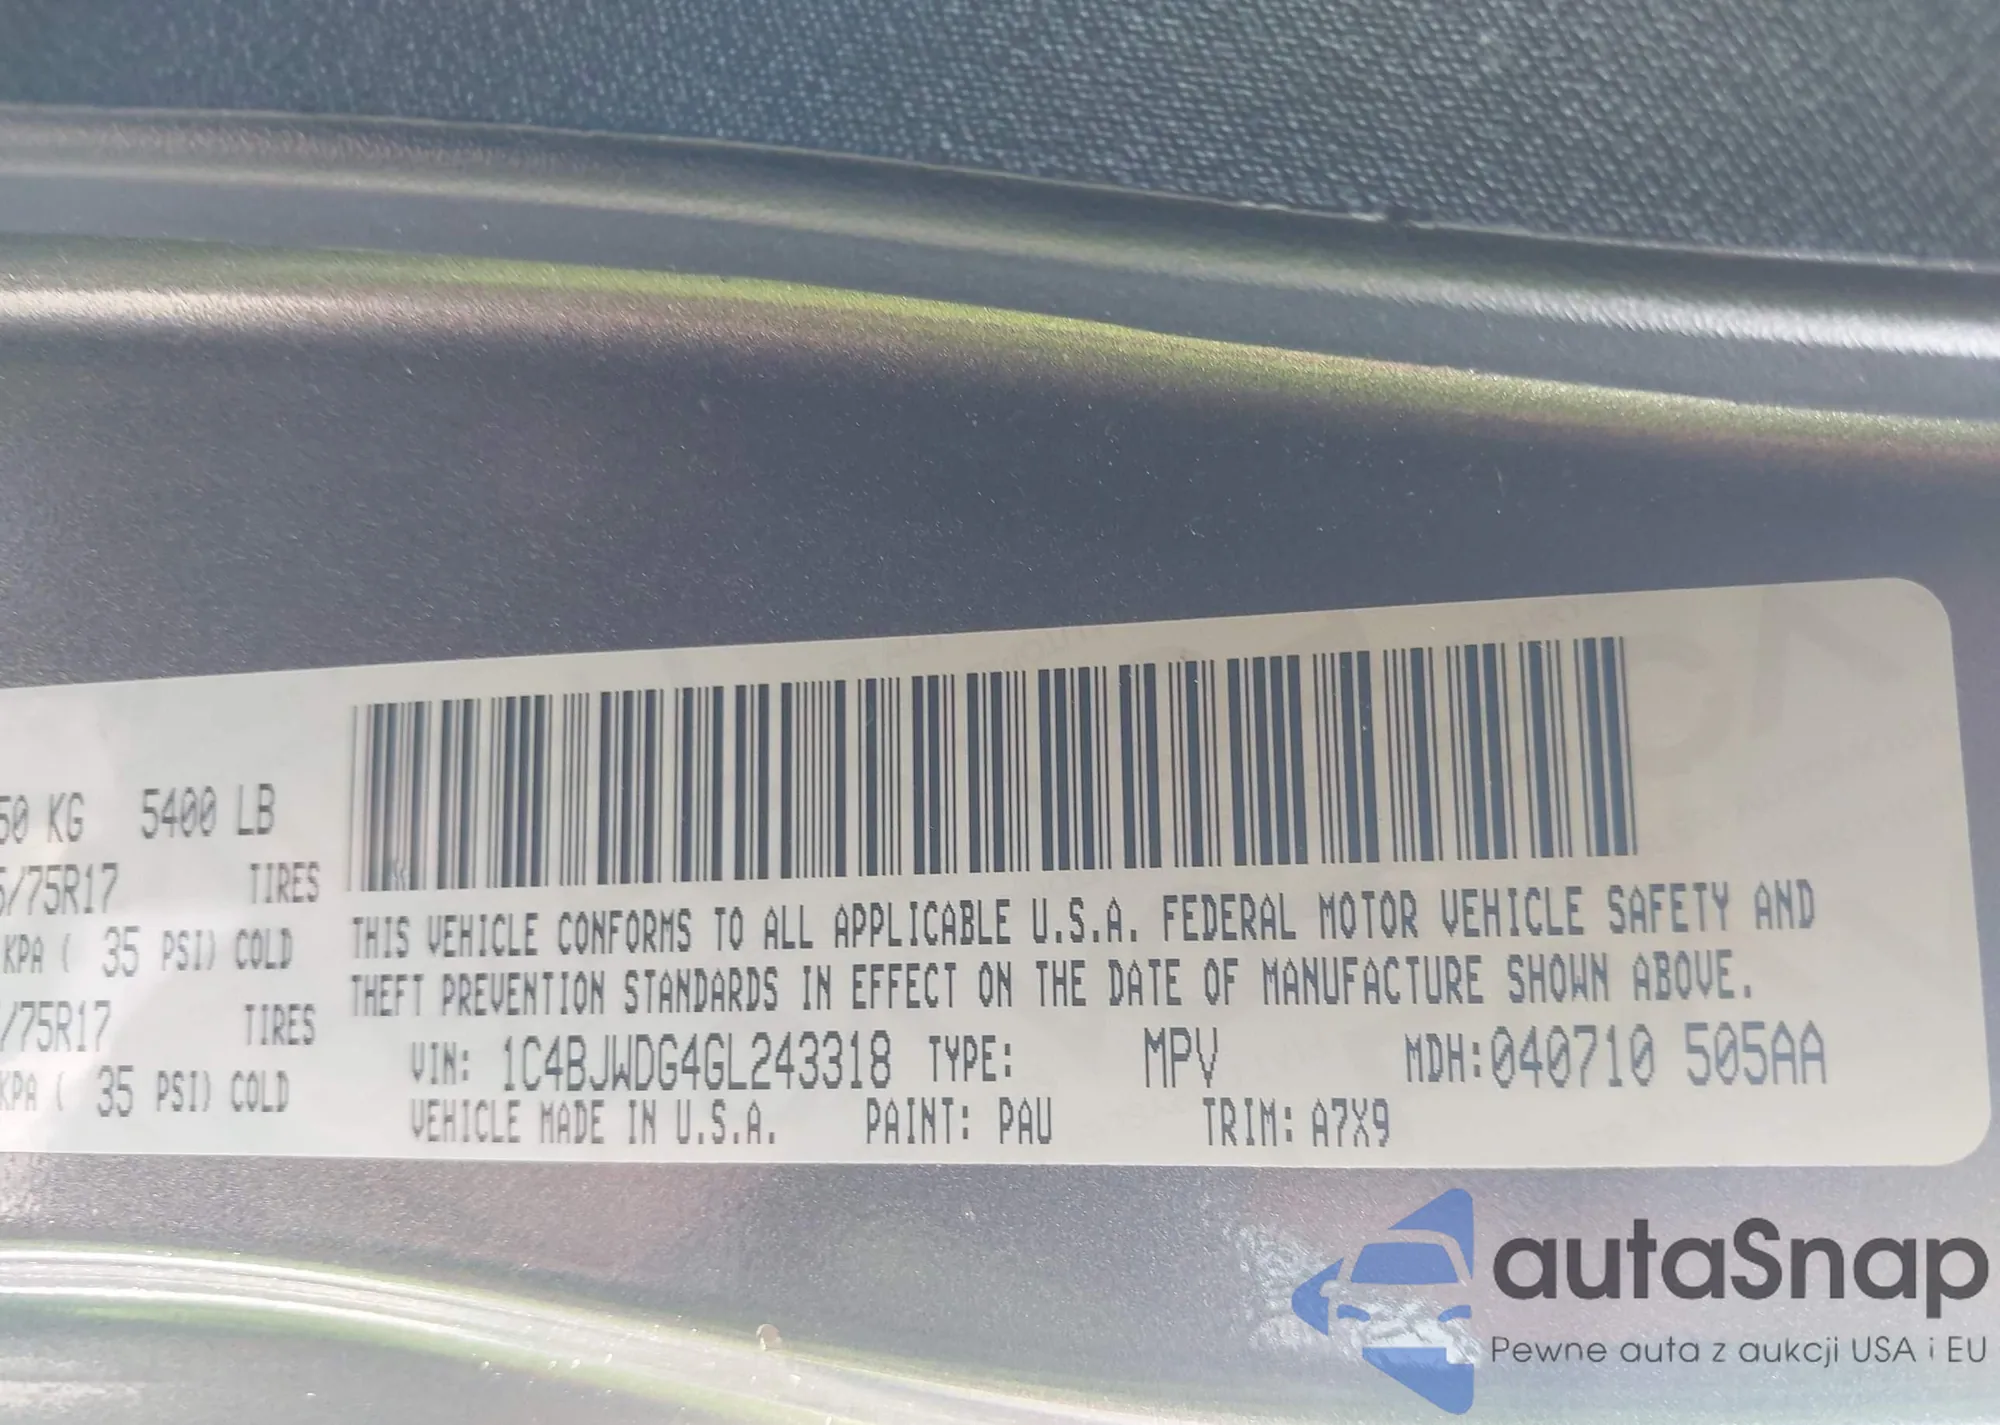 50 KG 5400 LB
5/75R17 TIRES
KPA ( 35 PSI) COLD
/75R17 TIRES
KPA ( 35 PSI) COLD
THIS VEHICLE CONFORMS TO ALL APPLICABLE U.S.A. FEDERAL MOTOR VEHICLE SAFETY AND
THEFT PREVENTION STANDARDS IN EFFECT ON THE DATE OF MANUFACTURE SHOWN ABOVE.
VIN: 1C4BJWDG4GL243318 TYPE: MPV MDH:040710 505AA
VEHICLE MADE IN U.S.A. PAINT: PAU TRIM: A7X9
autaSnap
Pewne auta z aukcji USA i EU